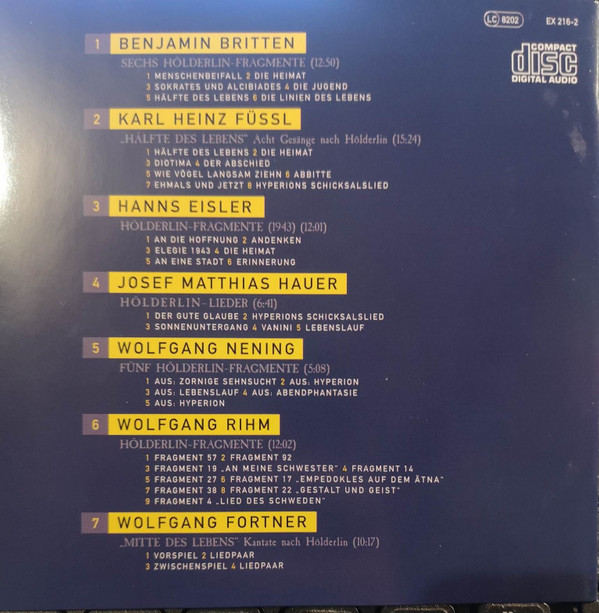 LC 8202 EX 216-2
COMPACT
disc
DIGITAL AUDIO
1 BENJAMIN BRITTEN
SECHS HÖLDERLIN-FRAGMENTE (12:50)
1 MENSCHENBEIFALL 2 DIE HEIMAT
3 SOKRATES UND ALCIBIADES 4 DIE JUGEND
5 HÄLFTE DES LEBENS 6 DIE LINIEN DES LEBENS
2 KARL HEINZ FÜSSL
„HÄLFTE DES LEBENS" Acht Gesänge nach Hölderlin (15:24)
1 HÄLFTE DES LEBENS 2 DIE HEIMAT
3 DIOTIMA 4 DER ABSCHIED
5 WIE VÖGEL LANGSAM ZIEHN 6 ABBITTE
7 EHMALS UND JETZT 8 HYPERIONS SCHICKSALSLIED
3 HANNS EISLER
HÖLDERLIN-FRAGMENTE (1943) (12:01)
1 AN DIE HOFFNUNG 2 ANDENKEN
3 ELEGIE 1943 4 DIE HEIMAT
5 AN EINE STADT 6 ERINNERUNG
4 JOSEF MATTHIAS HAUER
HÖLDERLIN-LIEDER (6:41)
1 DER GUTE GLAUBE 2 HYPERIONS SCHICKSALSLIED
3 SONNENUNTERGANG 4 VANINI 5 LEBENSLAUF
5 WOLFGANG NENING
FÜNF HÖLDERLIN-FRAGMENTE (5:08)
1 AUS: ZORNIGE SEHNSUCHT 2 AUS: HYPERION
3 AUS: LEBENSLAUF 4 AUS: ABENDPHANTASIE
5 AUS: HYPERION
6 WOLFGANG RIHM
HÖLDERLIN-FRAGMENTE (12:02)
1 FRAGMENT 57 2 FRAGMENT 92
3 FRAGMENT 19 „AN MEINE SCHWESTER" 4 FRAGMENT 14
5 FRAGMENT 27 6 FRAGMENT 17 „EMPEDOKLES AUF DEM ÄTNA"
7 FRAGMENT 38 8 FRAGMENT 22 „GESTALT UND GEIST"
9 FRAGMENT 4 „LIED DES SCHWEDEN"
7 WOLFGANG FORTNER
„MITTE DES LEBENS" Kantate nach Hölderlin (10:17)
1 VORSPIEL 2 LIEDPAAR
3 ZWISCHENSPIEL 4 LIEDPAAR